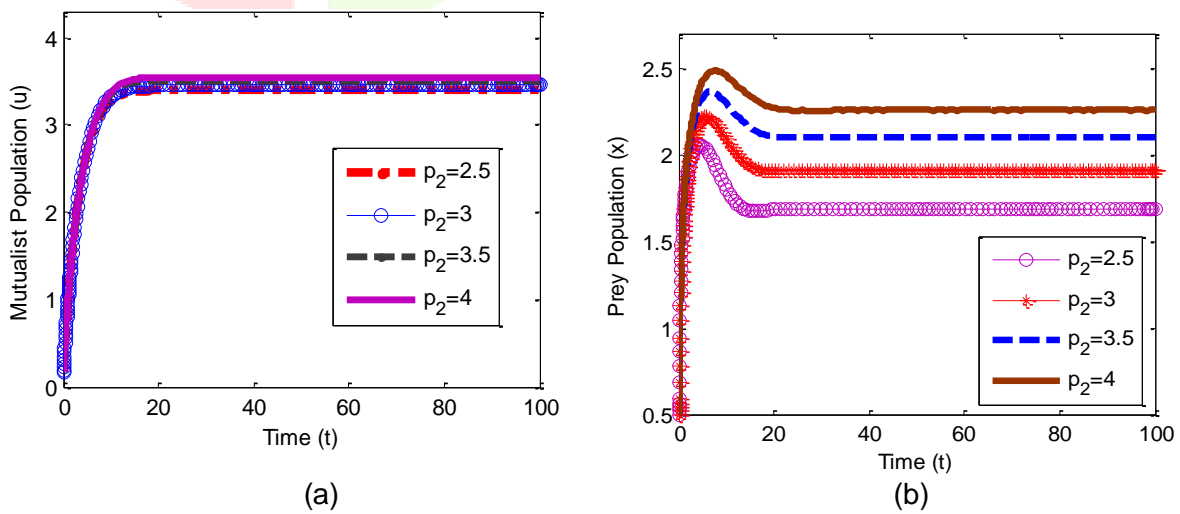 4
3
2
1
0
Mutualist Population (u)
0 20 40 60 80 100
Time (t)
p2=2.5
p2=3
p2=3.5
p2=4
(a)
2.5
2
1.5
1
0.5
Prey Population (x)
0 20 40 60 80 100
Time (t)
p2=2.5
p2=3
p2=3.5
p2=4
(b)